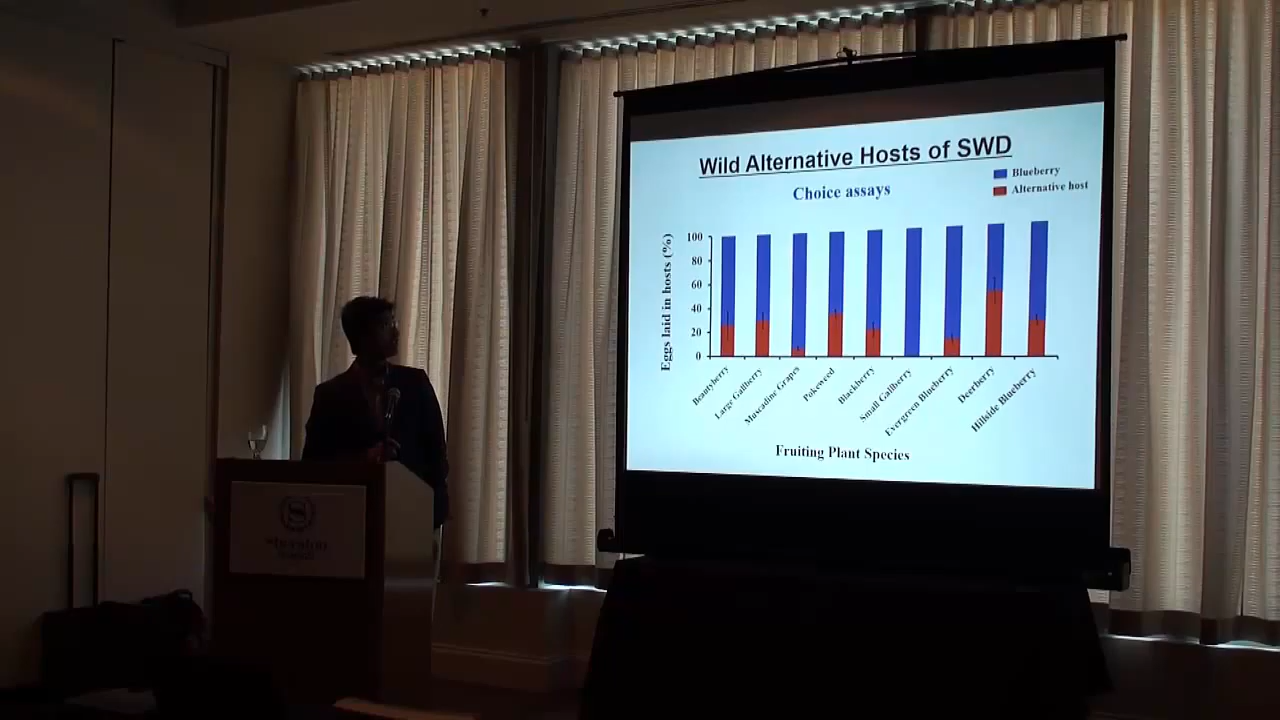 Wild Alternative Hosts of SWD
Choice assays
Blueberry
Alternative host
Eggs laid in hosts (%)
100
80
60
40
20
0
Beautyberry
Large Gallberry
Muscadine Grapes
Pokeweed
Blackberry
Small Gallberry
Evergreen Blueberry
Deerberry
Hillside Blueberry
Fruiting Plant Species
S
Sheraton